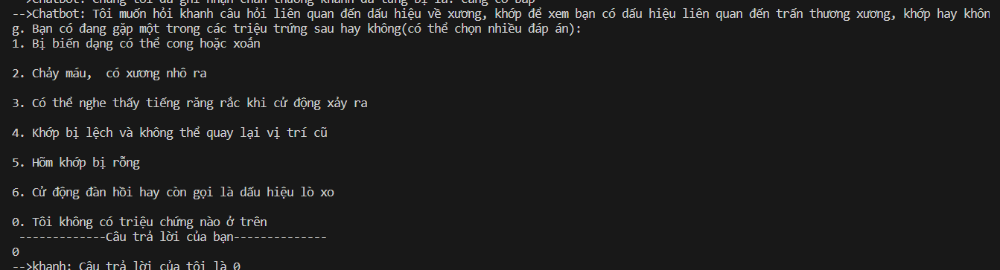 -->Chatbot: Chúng tôi đã ghi nhận chấn thương khanh đã từng bị là: Căng cơ bắp
-->Chatbot: Tôi muốn hỏi khanh câu hỏi liên quan đến dấu hiệu về xương, khớp để xem bạn có dấu hiệu liên quan đến trấn thương xương, khớp hay khôn
g. Bạn có đang gặp một trong các triệu trứng sau hay không(có thể chọn nhiều đáp án):
1. Bị biến dạng có thể cong hoặc xoắn
2. Chảy máu,  có xương nhô ra
3. Có thể nghe thấy tiếng răng rắc khi cử động xảy ra
4. Khớp bị lệch và không thể quay lại vị trí cũ
5. Hõm khớp bị rỗng
6. Cử động đàn hồi hay còn gọi là dấu hiệu lò xo
0. Tôi không có triệu chứng nào ở trên
-------------Câu trả lời của bạn--------------
0
-->khanh: Câu trả lời của tôi là 0